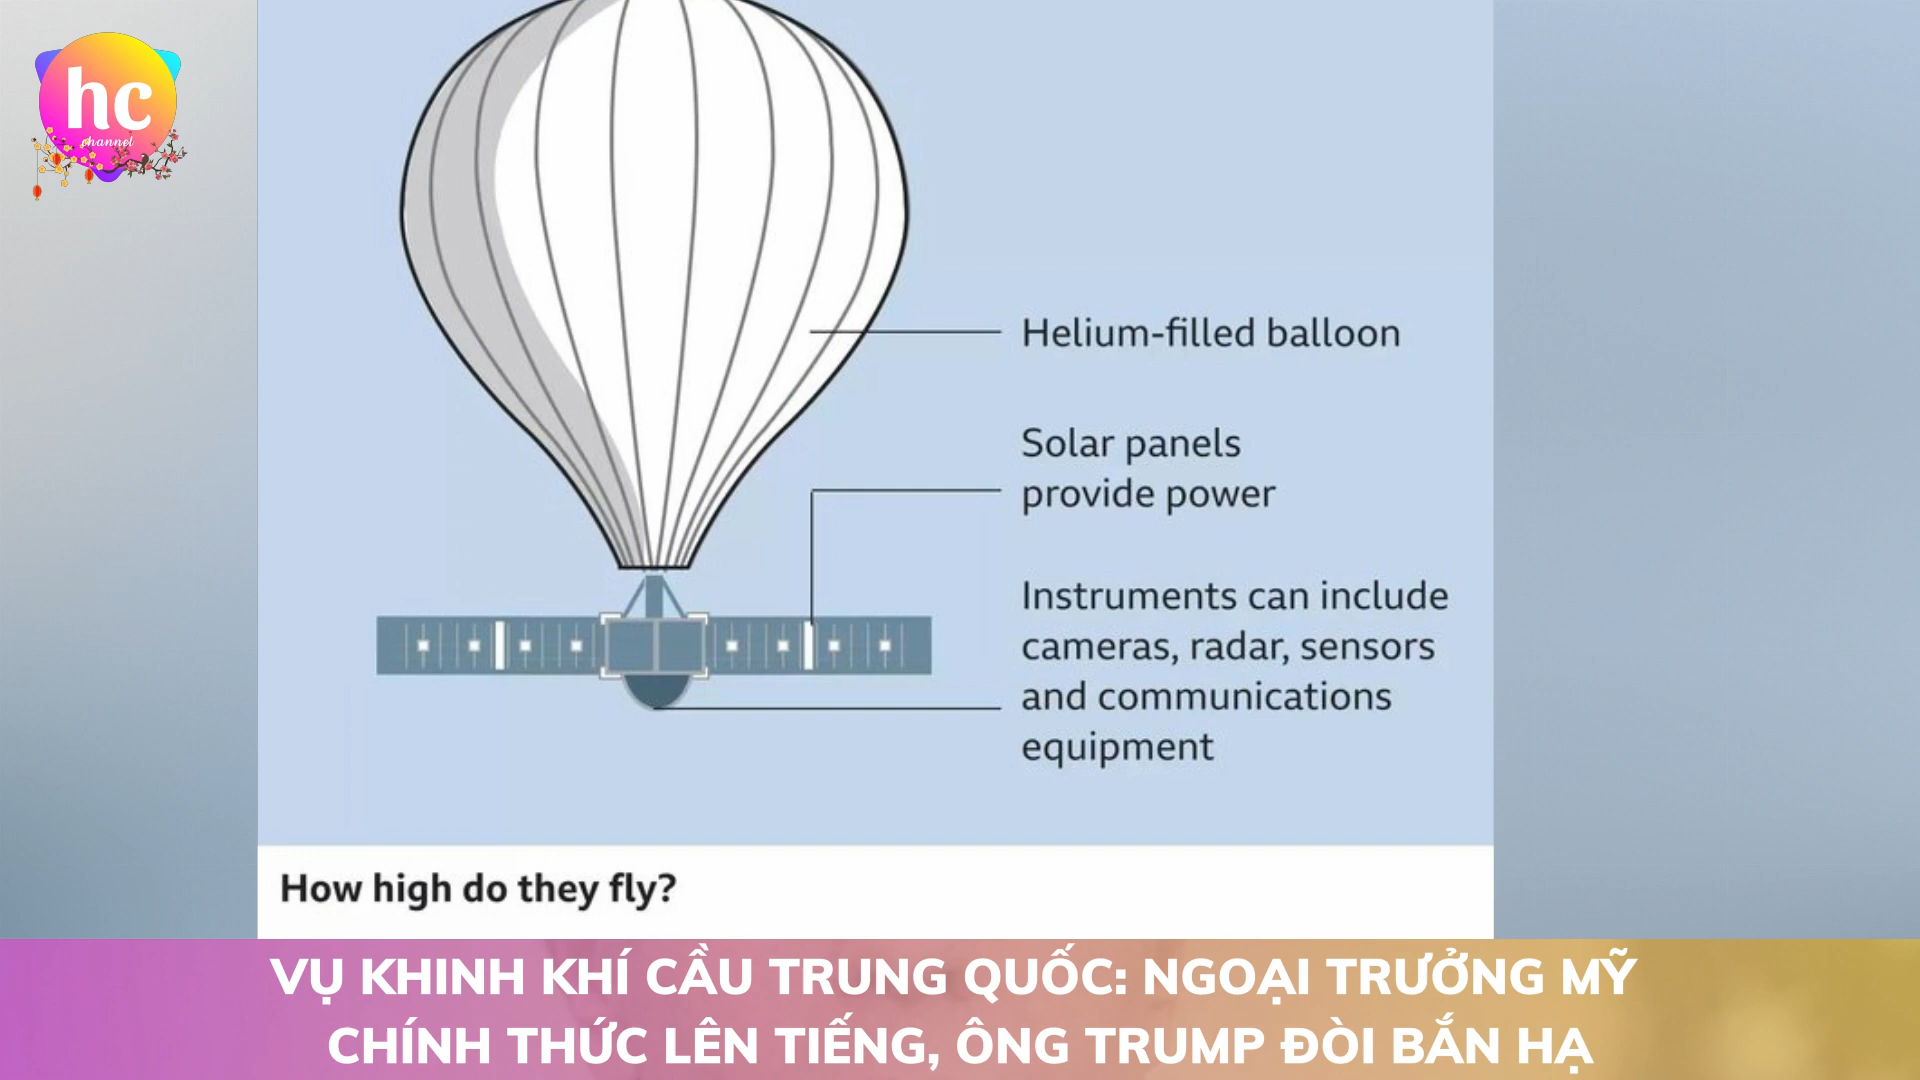 hc
channel
Helium-filled balloon
Solar panels
provide power
Instruments can include
cameras, radar, sensors
and communications
equipment
How high do they fly?
VỤ KHINH KHÍ CẦU TRUNG QUỐC: NGOẠI TRƯỞNG MỸ
CHÍNH THỨC LÊN TIẾNG, ÔNG TRUMP ĐÒI BẮN HẠ